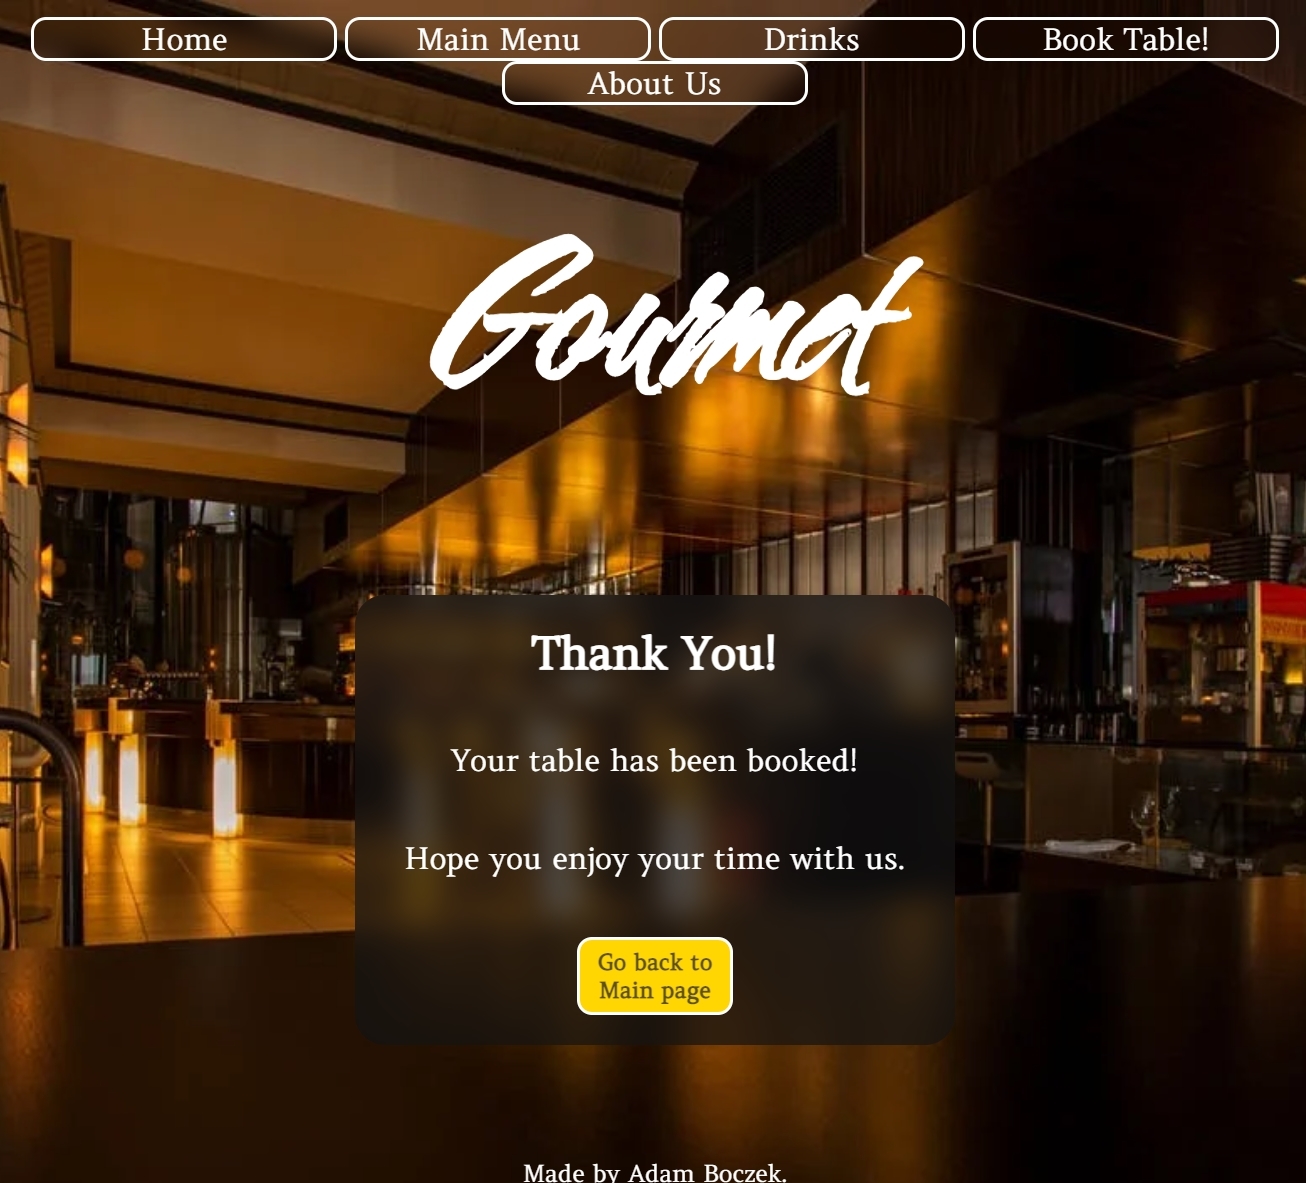 Home Main Menu Drinks Book Table!
About Us
Gourmet
Thank You!
Your table has been booked!
Hope you enjoy your time with us.
Go back to
Main page
Made by Adam Boczek.